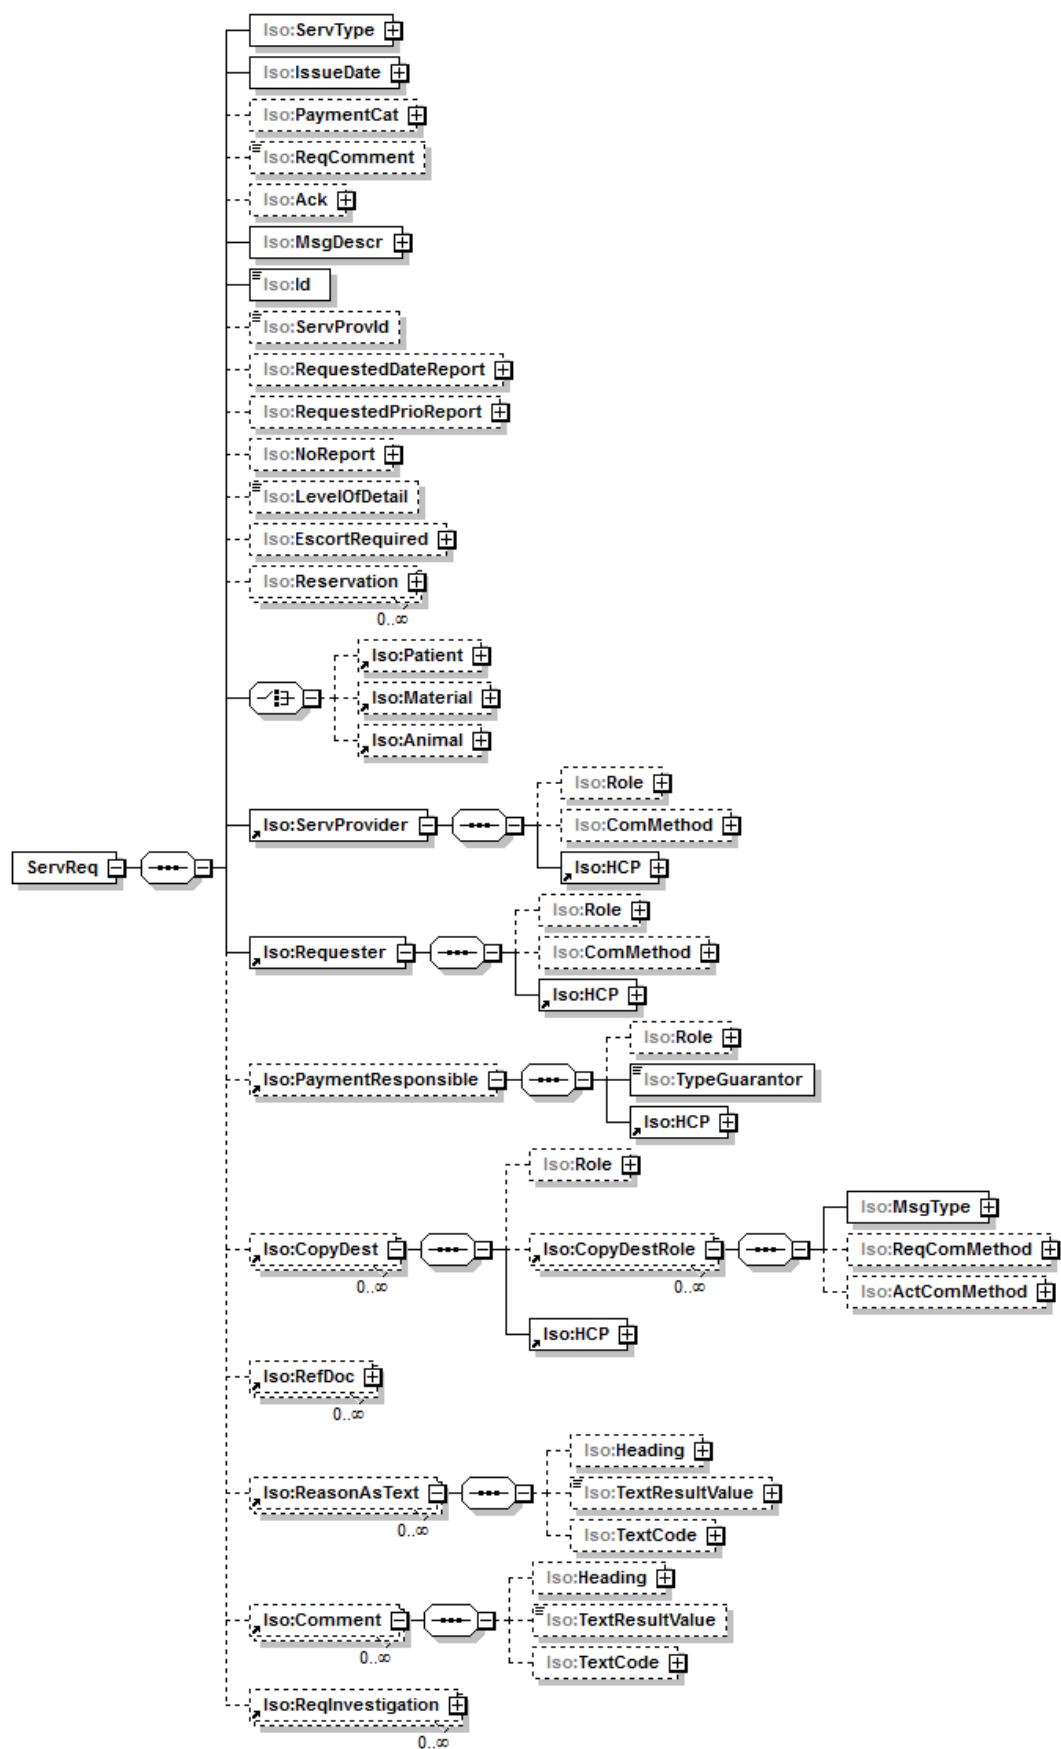 Iso:ServType
Iso:IssueDate
Iso:PaymentCat
Iso:ReqComment
Iso:Ack
Iso:MsgDescr
Iso:Id
Iso:ServProvId
Iso:RequestedDateReport
Iso:RequestedPrioReport
Iso:NoReport
Iso:LevelOfDetail
Iso:EscortRequired
Iso:Reservation
0..∞
Iso:Patient
Iso:Material
Iso:Animal
Iso:Role
Iso:ServProvider
Iso:ComMethod
Iso:HCP
ServReq
Iso:Role
Iso:Requester
Iso:ComMethod
Iso:HCP
Iso:Role
Iso:PaymentResponsible
Iso:TypeGuarantor
Iso:HCP
Iso:Role
Iso:MsgType
Iso:CopyDest
0..∞
Iso:CopyDestRole
0..∞
Iso:ReqComMethod
Iso:ActComMethod
Iso:HCP
Iso:RefDoc
0..∞
Iso:Heading
Iso:ReasonAsText
0..∞
Iso:TextResultValue
Iso:TextCode
Iso:Heading
Iso:Comment
0..∞
Iso:TextResultValue
Iso:TextCode
Iso:ReqInvestigation
0..∞